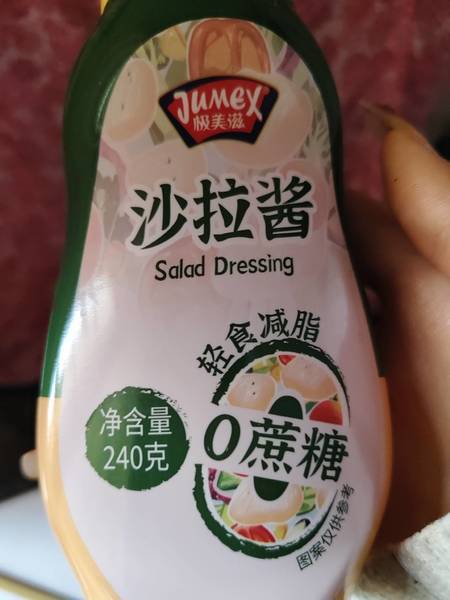 JUMEX
极美滋
沙拉酱
Salad Dressing
轻食减脂
0蔗糖
净含量
240克
图案仅供参考